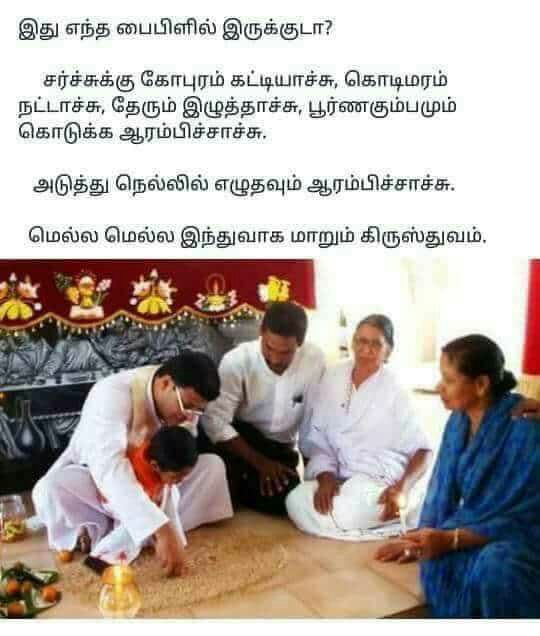 இது எந்த பைபிளில் இருக்குடா?
சர்ச்சுக்கு கோபுரம் கட்டியாச்சு, கொடிமரம்
நட்டாச்சு, தேரும் இழுத்தாச்சு, பூர்ணகும்பமும்
கொடுக்க ஆரம்பிச்சாச்சு.
அடுத்து நெல்லில் எழுதவும் ஆரம்பிச்சாச்சு.
மெல்ல மெல்ல இந்துவாக மாறும் கிருஸ்துவம்.